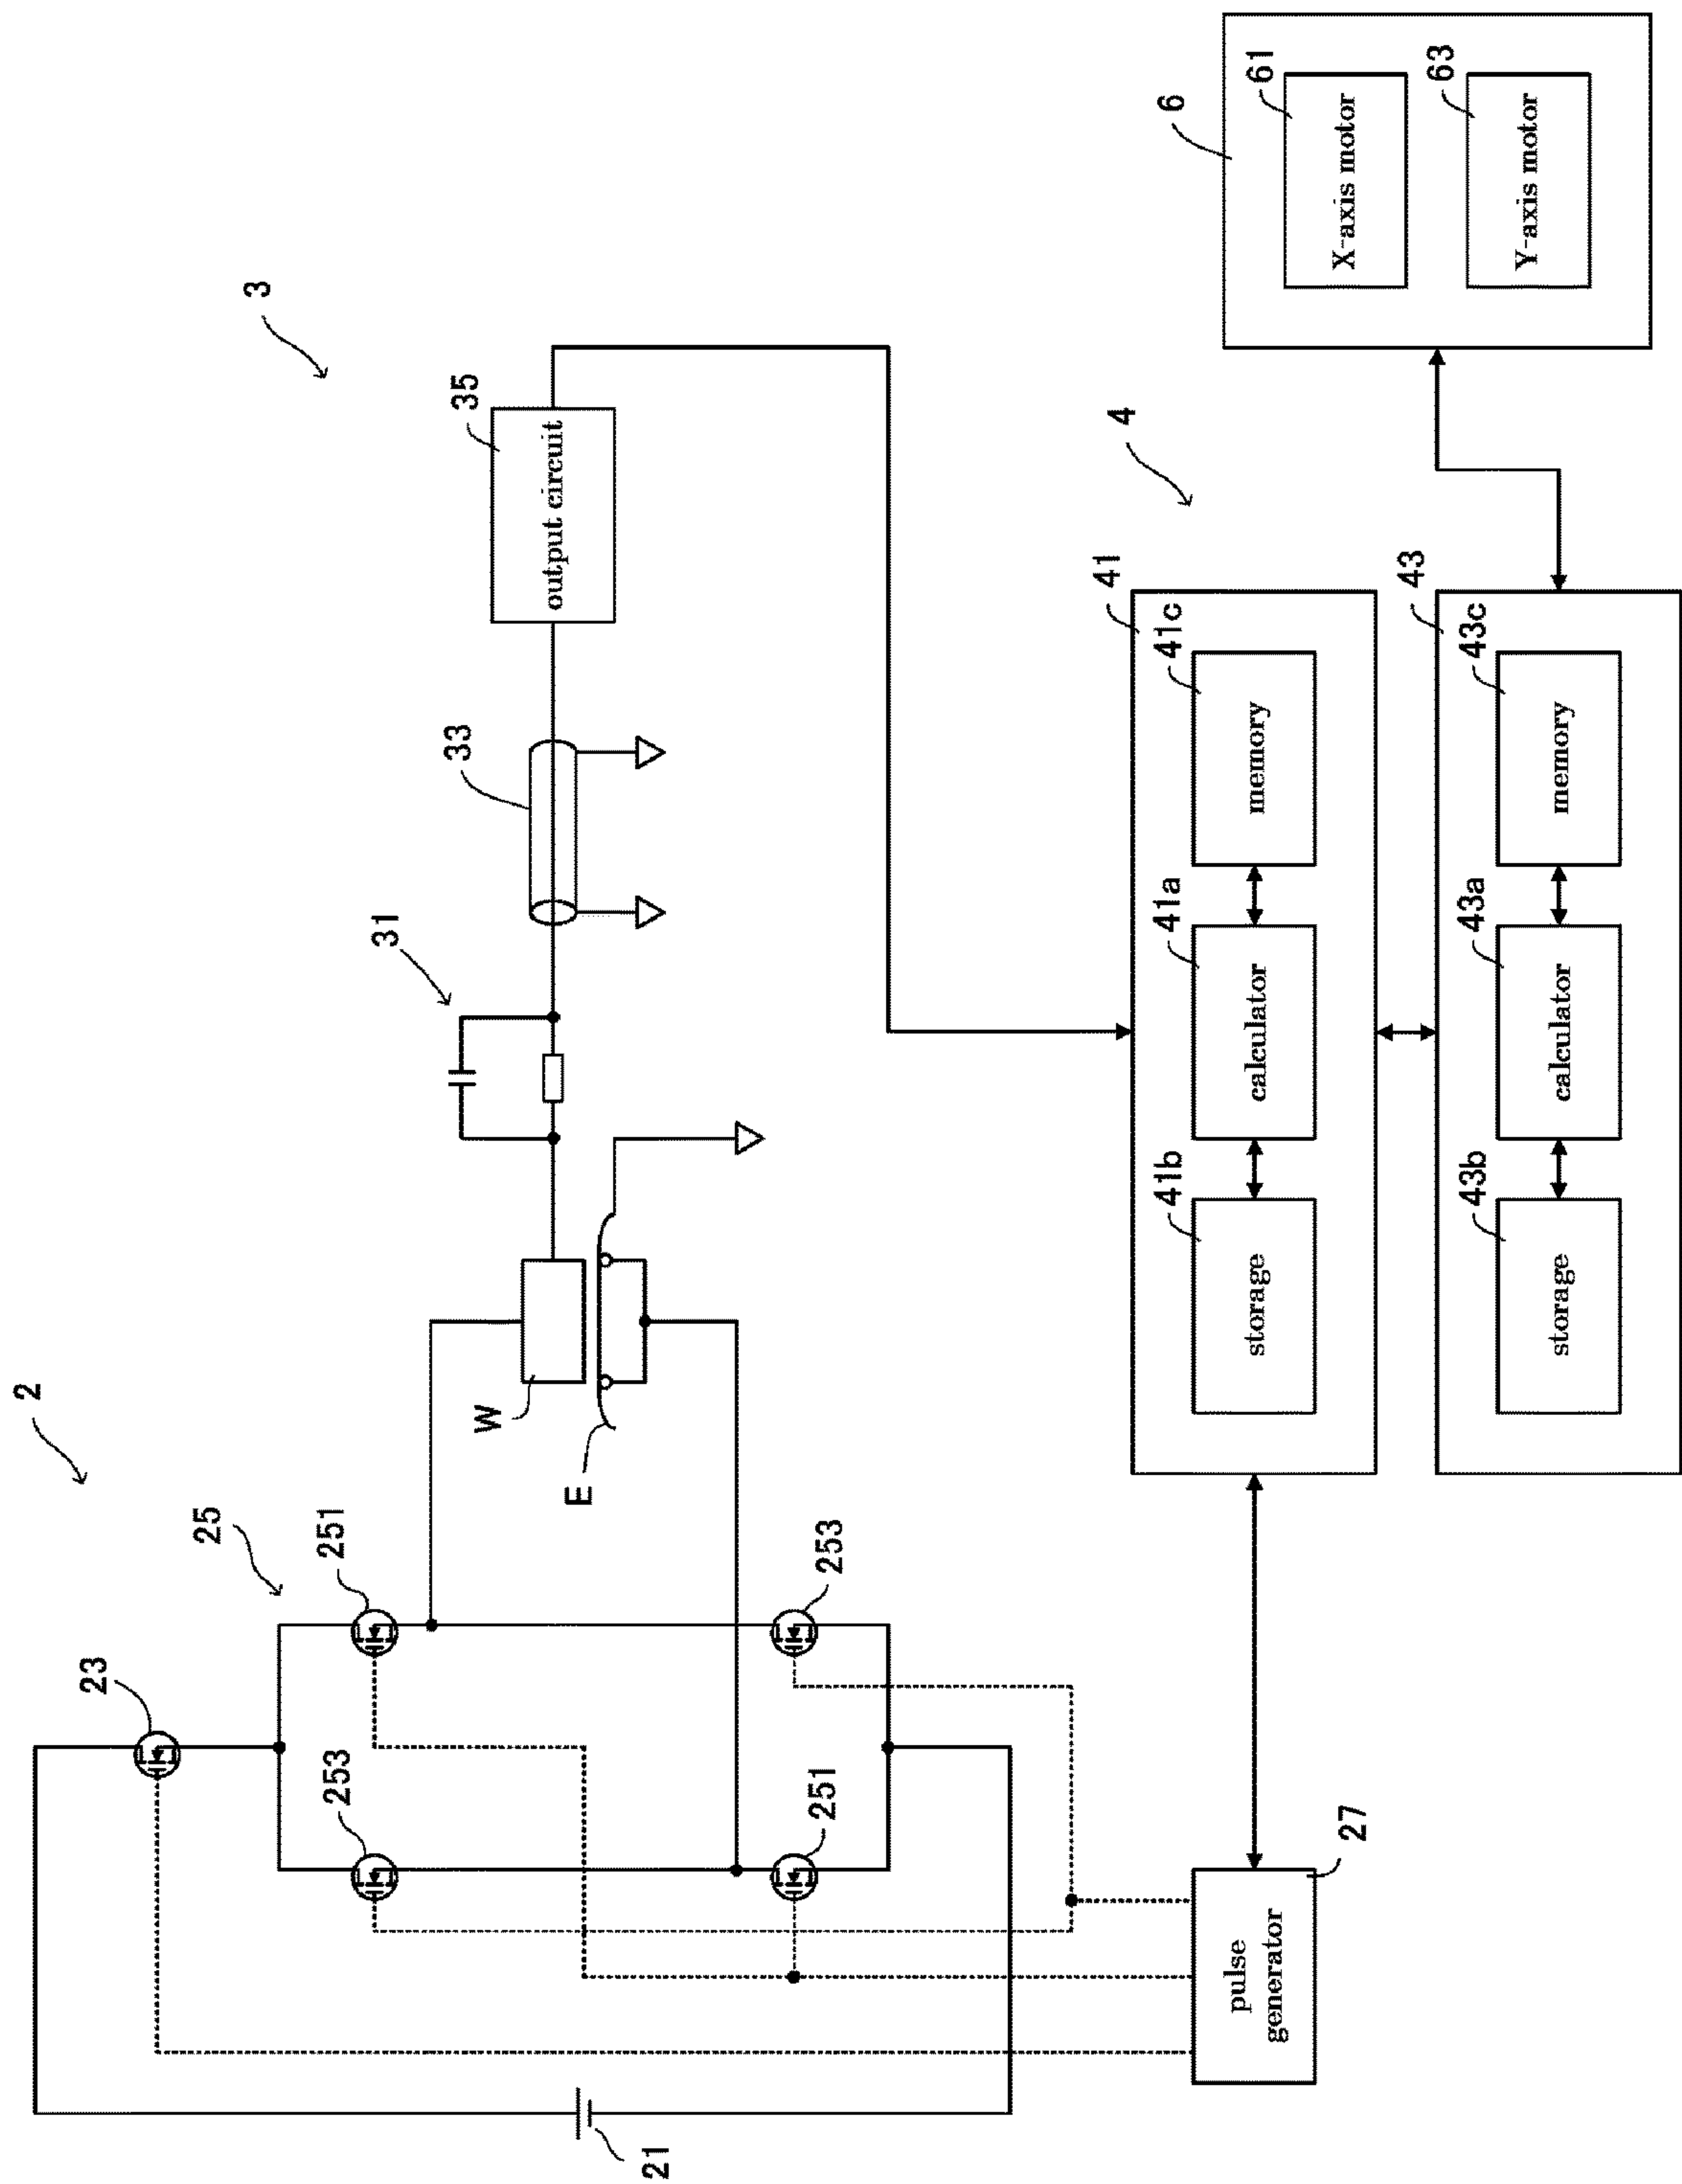 2
3
23
25
251
253
253
251
21
W
E
31
33
35
output circuit
4
41
41b
storage
41a
calculator
41c
memory
43
43b
storage
43a
calculator
43c
memory
27
pulse
generator
6
61
X-axis motor
63
Y-axis motor